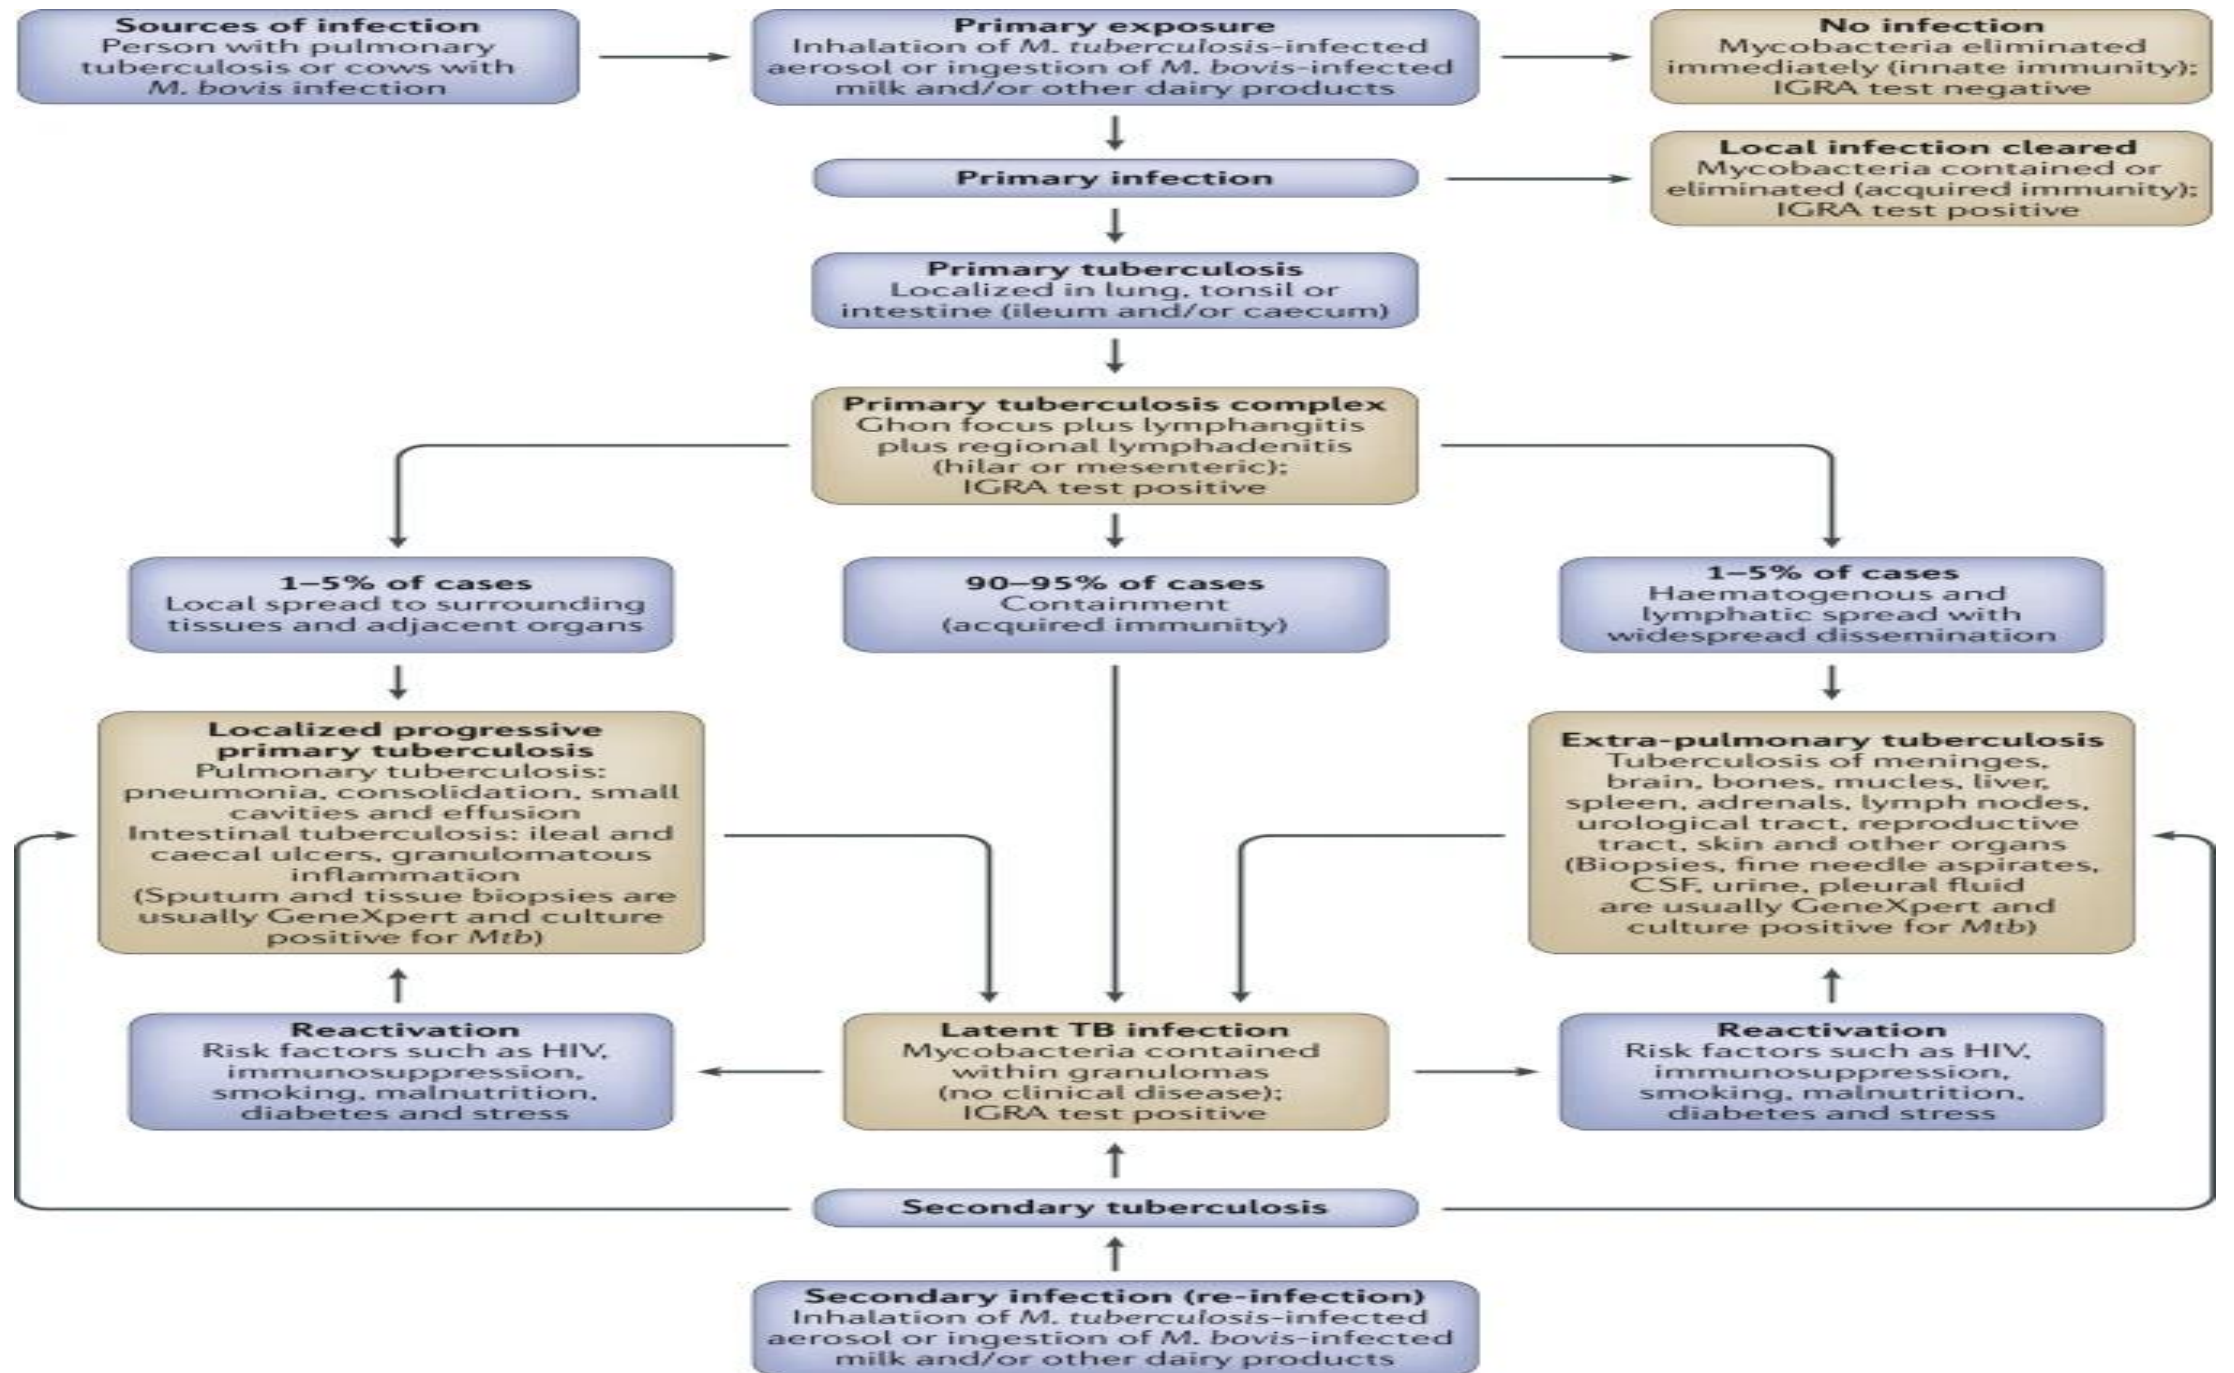 Sources of infection
Person with pulmonary
tuberculosis or cows with
M. bovis infection
Primary exposure
Inhalation of M. tuberculosis-infected
aerosol or ingestion of M. bovis-infected
milk and/or other dairy products
No infection
Mycobacteria eliminated
immediately (innate immunity);
IGRA test negative
Primary infection
Local infection cleared
Mycobacteria contained or
eliminated (acquired immunity);
IGRA test positive
Primary tuberculosis
Localized in lung, tonsil or
intestine (ileum and/or caecum)
Primary tuberculosis complex
Ghon focus plus lymphangitis
plus regional lymphadenitis
(hilar or mesenteric);
IGRA test positive
1–5% of cases
Local spread to surrounding
tissues and adjacent organs
90–95% of cases
Containment
(acquired immunity)
1–5% of cases
Haematogenous and
lymphatic spread with
widespread dissemination
Localized progressive
primary tuberculosis
Pulmonary tuberculosis:
pneumonia, consolidation, small
cavities and effusion
Intestinal tuberculosis: ileal and
caecal ulcers, granulomatous
inflammation
(Sputum and tissue biopsies are
usually GeneXpert and culture
positive for Mtb)
Extra-pulmonary tuberculosis
Tuberculosis of meninges,
brain, bones, mucles, liver,
spleen, adrenals, lymph nodes,
urological tract, reproductive
tract, skin and other organs
(Biopsies, fine needle aspirates,
CSF, urine, pleural fluid
are usually GeneXpert and
culture positive for Mtb)
Reactivation
Risk factors such as HIV,
immunosuppression,
smoking, malnutrition,
diabetes and stress
Latent TB infection
Mycobacteria contained
within granulomas
(no clinical disease);
IGRA test positive
Reactivation
Risk factors such as HIV,
immunosuppression,
smoking, malnutrition,
diabetes and stress
Secondary tuberculosis
Secondary infection (re-infection)
Inhalation of M. tuberculosis-infected
aerosol or ingestion of M. bovis-infected
milk and/or other dairy products